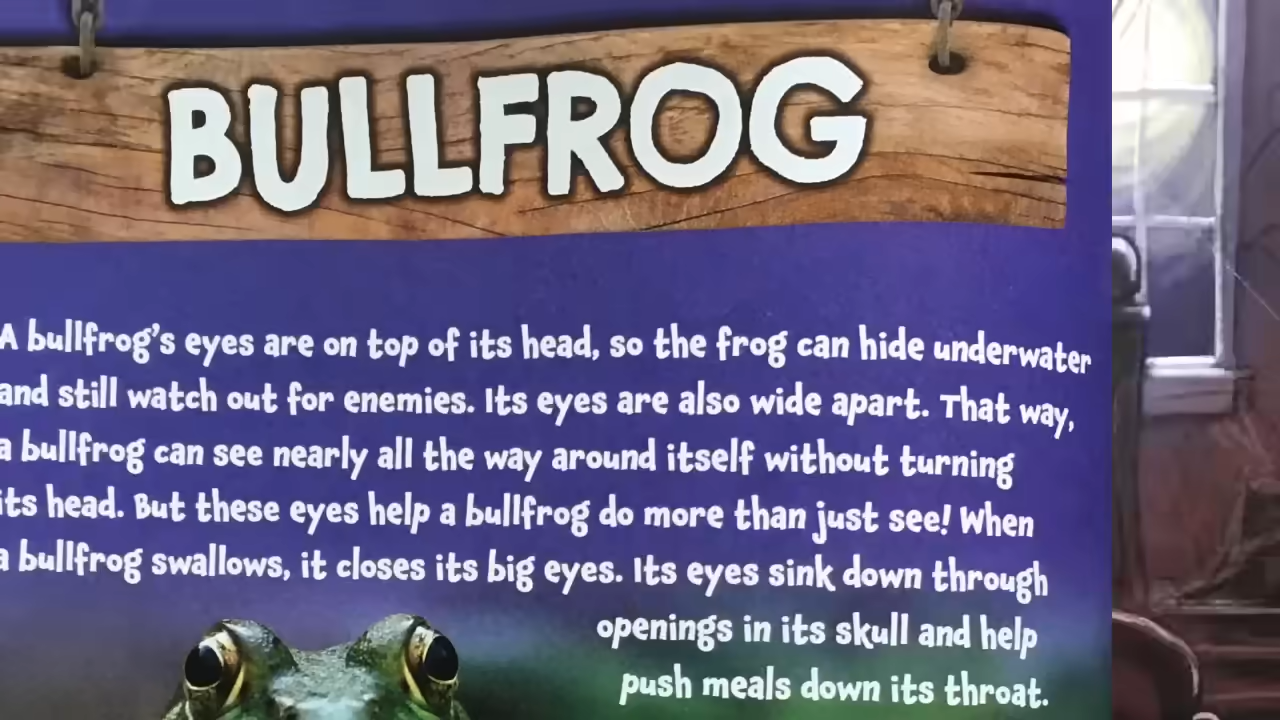 BULLFROG
A bullfrog's eyes are on top of its head, so the frog can hide underwater
and still watch out for enemies. Its eyes are also wide apart. That way,
a bullfrog can see nearly all the way around itself without turning
its head. But these eyes help a bullfrog do more than just see! When
a bullfrog swallows, it closes its big eyes. Its eyes sink down through
openings in its skull and help
push meals down its throat.